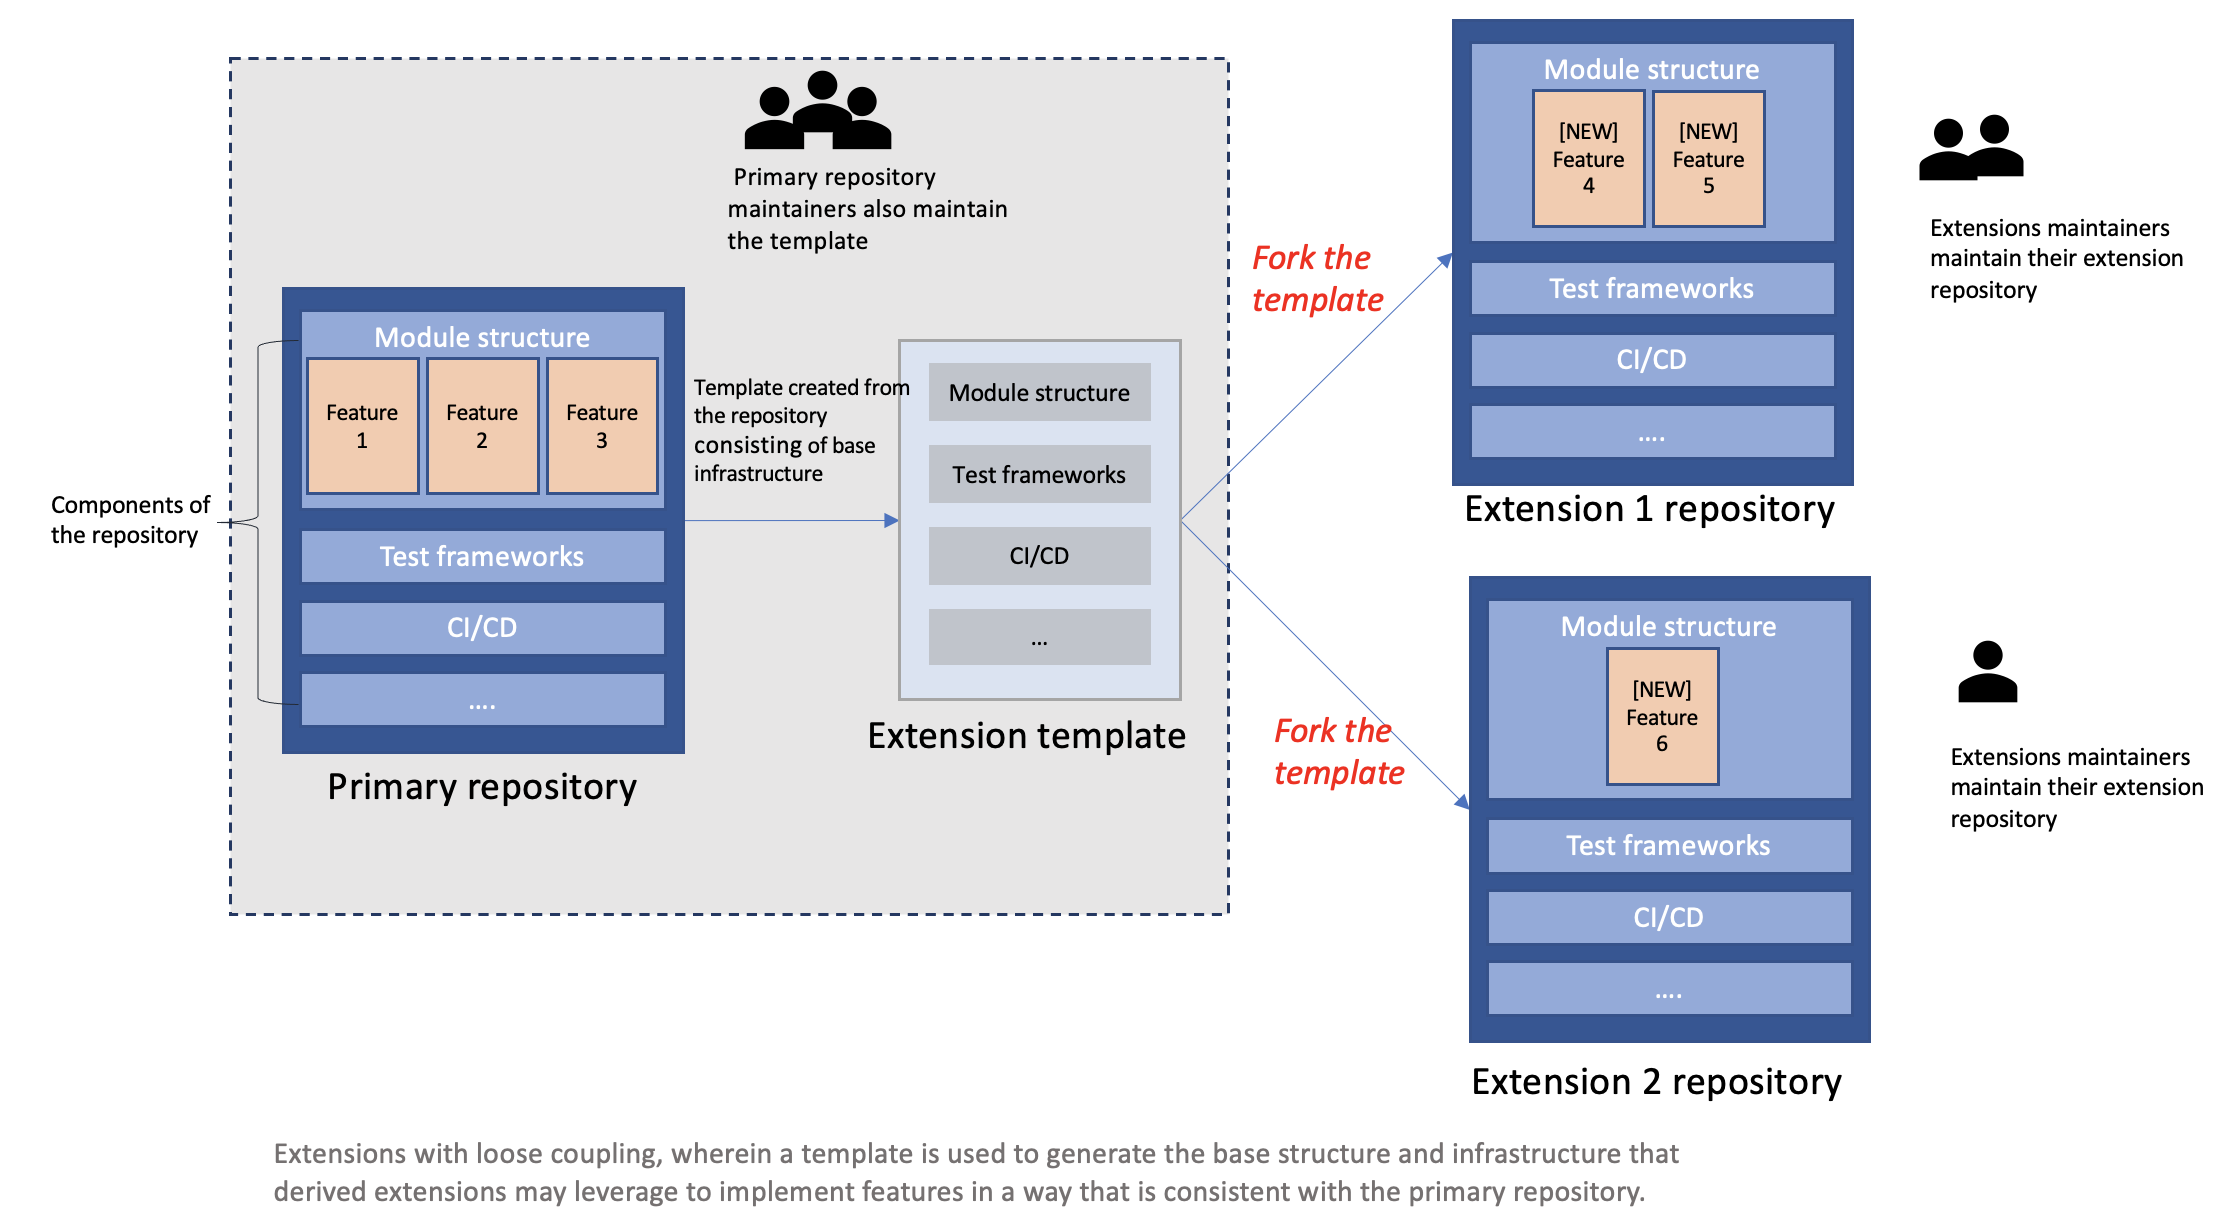 Primary repository
maintainers also maintain
the template
Components of
the repository
Module structure
Feature
1
Feature
2
Feature
3
Test frameworks
CI/CD
....
Primary repository
Template created from
the repository
consisting of base
infrastructure
Module structure
Test frameworks
CI/CD
...
Extension template
Fork the
template
Fork the
template
Module structure
[NEW]
Feature
4
[NEW]
Feature
5
Test frameworks
CI/CD
....
Extension 1 repository
Extensions maintainers
maintain their extension
repository
Module structure
[NEW]
Feature
6
Test frameworks
CI/CD
....
Extension 2 repository
Extensions maintainers
maintain their extension
repository
Extensions with loose coupling, wherein a template is used to generate the base structure and infrastructure that
derived extensions may leverage to implement features in a way that is consistent with the primary repository.